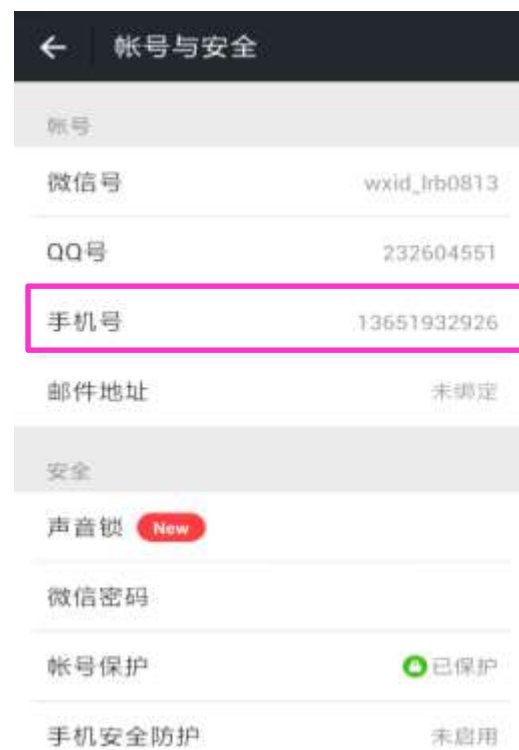 帐号与安全
帐号
微信号 wxid_lrb0813
QQ号 232604551
手机号 13651932926
邮件地址 未绑定
安全
声音锁 New
微信密码
帐号保护 已保护
手机安全防护 未启用